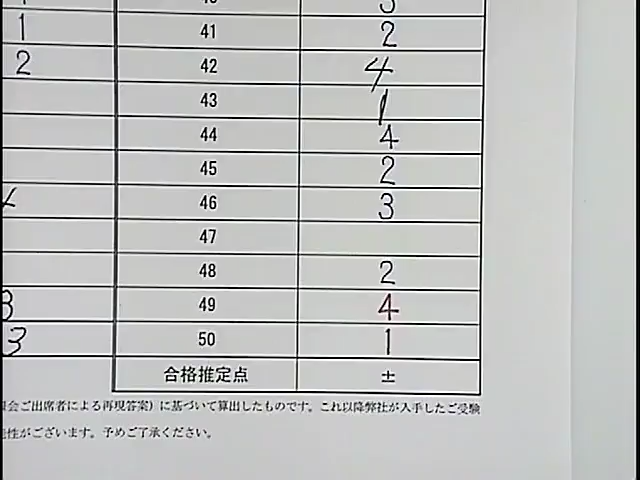 1 41 2
2 42 4
43 1
44 4
45 2
46 3
47
48 2
49 4
3 50 1
合格推定点 ±
会ご出席者による再現答案）に基づいて算出したものです。これ以降弊社が入手したご受験
性がございます。予めご了承ください。